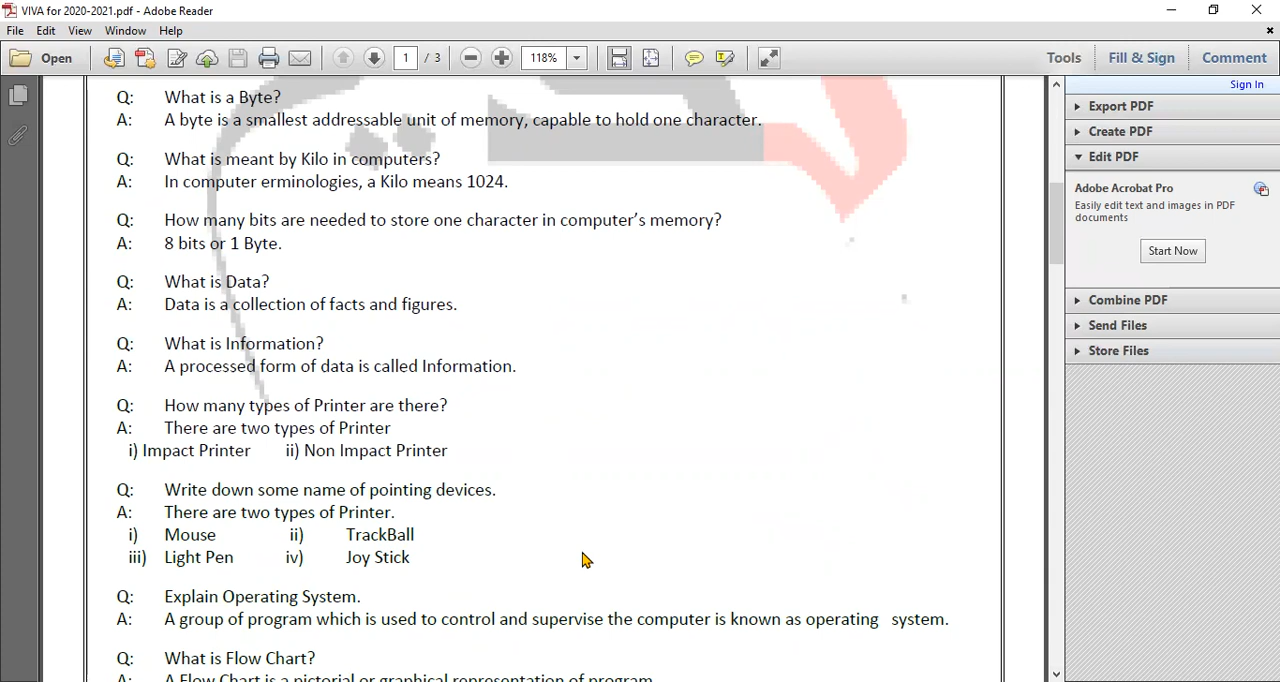 VIVA for 2020-2021.pdf - Adobe Reader
File Edit View Window Help
Open 1 / 3 118% Tools Fill & Sign Comment
Sign In
Q: What is a Byte?
A: A byte is a smallest addressable unit of memory, capable to hold one character.
Q: What is meant by Kilo in computers?
A: In computer erminologies, a Kilo means 1024.
Q: How many bits are needed to store one character in computer's memory?
A: 8 bits or 1 Byte.
Q: What is Data?
A: Data is a collection of facts and figures.
Q: What is Information?
A: A processed form of data is called Information.
Q: How many types of Printer are there?
A: There are two types of Printer
i) Impact Printer ii) Non Impact Printer
Q: Write down some name of pointing devices.
A: There are two types of Printer.
i) Mouse ii) TrackBall
iii) Light Pen iv) Joy Stick
Q: Explain Operating System.
A: A group of program which is used to control and supervise the computer is known as operating system.
Q: What is Flow Chart?
A: A Flow Chart is a pictorial or graphical representation of program.
Export PDF
Create PDF
Edit PDF
Adobe Acrobat Pro
Easily edit text and images in PDF
documents
Start Now
Combine PDF
Send Files
Store Files